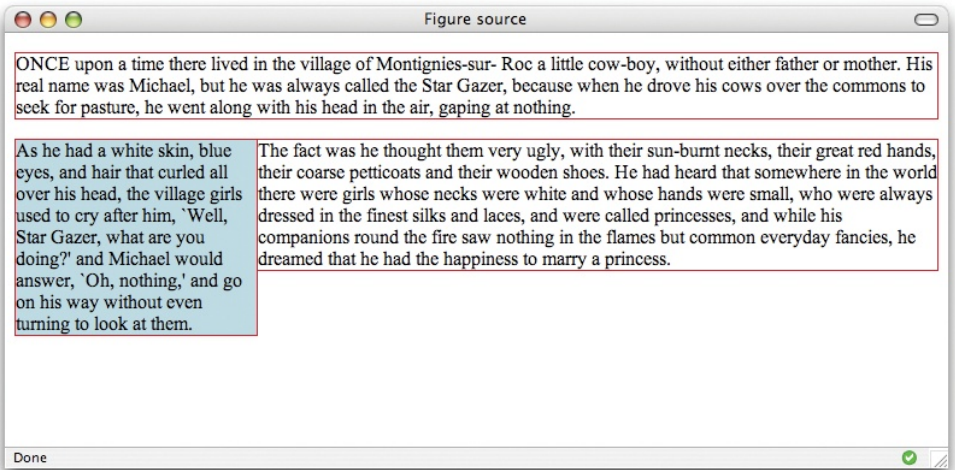 Figure source
ONCE upon a time there lived in the village of Montignies-sur- Roc a little cow-boy, without either father or mother. His
real name was Michael, but he was always called the Star Gazer, because when he drove his cows over the commons to
seek for pasture, he went along with his head in the air, gaping at nothing.
As he had a white skin, blue
eyes, and hair that curled all
over his head, the village girls
used to cry after him, `Well,
Star Gazer, what are you
doing?' and Michael would
answer, `Oh, nothing,' and go
on his way without even
turning to look at them.
The fact was he thought them very ugly, with their sun-burnt necks, their great red hands,
their coarse petticoats and their wooden shoes. He had heard that somewhere in the world
there were girls whose necks were white and whose hands were small, who were always
dressed in the finest silks and laces, and were called princesses, and while his
companions round the fire saw nothing in the flames but common everyday fancies, he
dreamed that he had the happiness to marry a princess.
Done